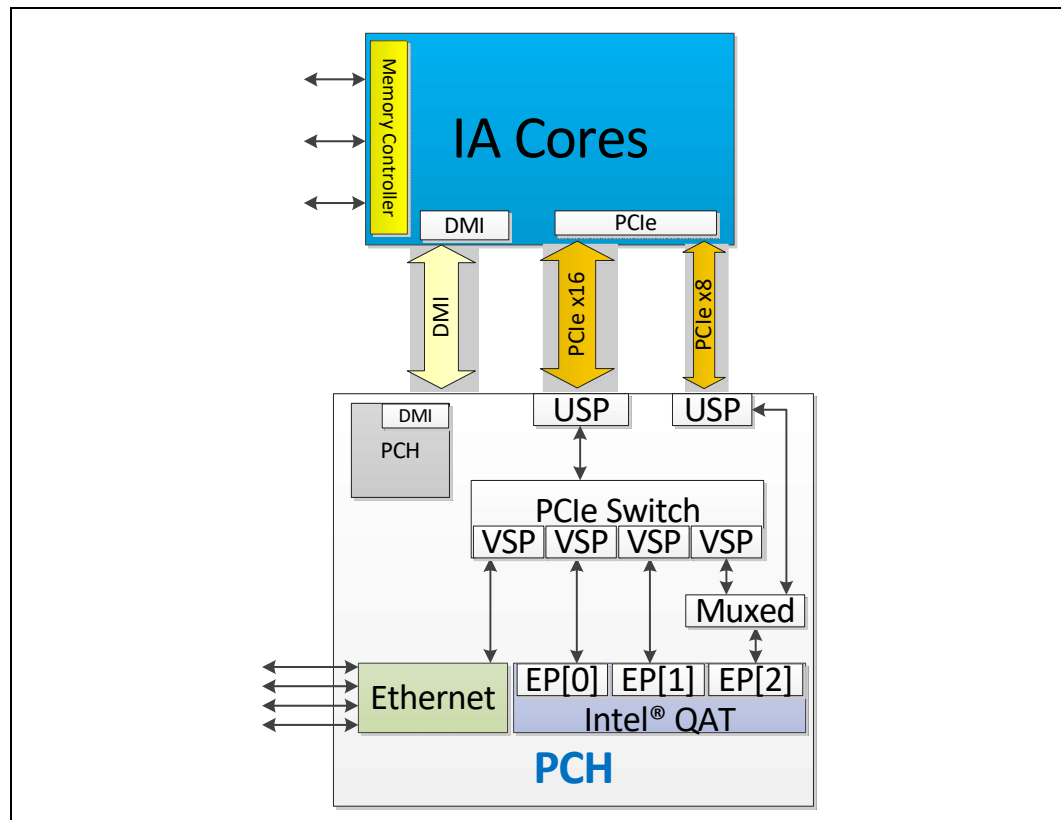 Memory Controller
IA Cores
DMI
PCIe
DMI
PCIe x16
PCIe x8
DMI
PCH
USP
USP
PCIe Switch
VSP VSP VSP VSP
Muxed
Ethernet
EP[0] EP[1] EP[2]
Intel® QAT
PCH